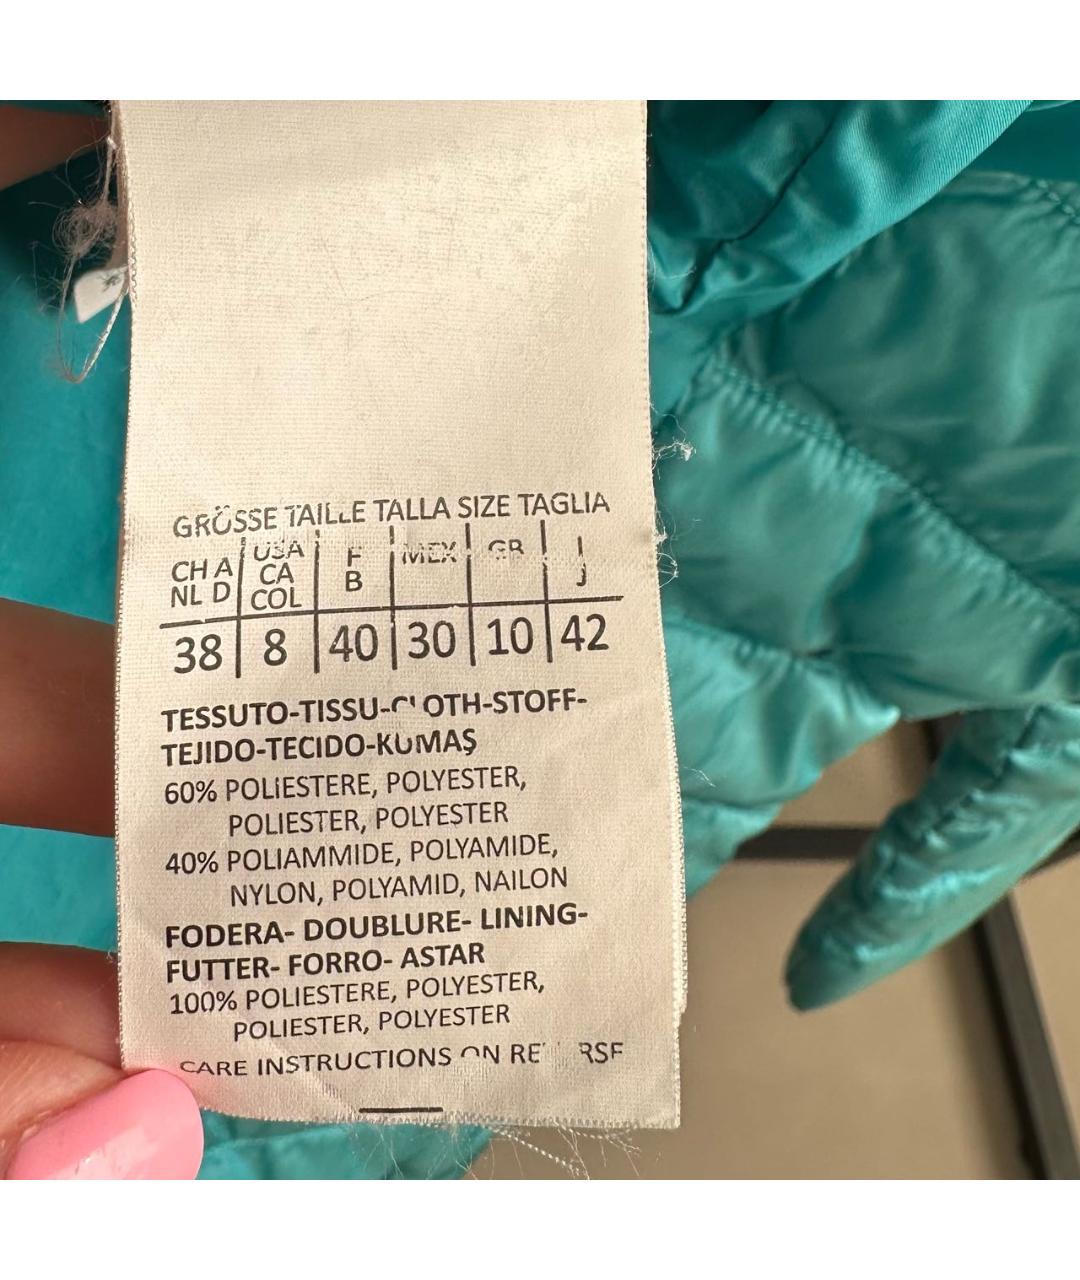 GRÖSSE TAILLE TALLA SIZE TAGLIA
CH A NL D | USA CA COL | F B | MEX | GB | I J
38 | 8 | 40 | 30 | 10 | 42
TESSUTO-TISSU-CLOTH-STOFF-
TEJIDO-TECIDO-KUMAŞ
60% POLIESTERE, POLYESTER,
POLIESTER, POLYESTER
40% POLIAMMIDE, POLYAMIDE,
NYLON, POLYAMID, NAILON
FODERA- DOUBLURE- LINING-
FUTTER- FORRO- ASTAR
100% POLIESTERE, POLYESTER,
POLIESTER, POLYESTER
CARE INSTRUCTIONS ON REVERSE